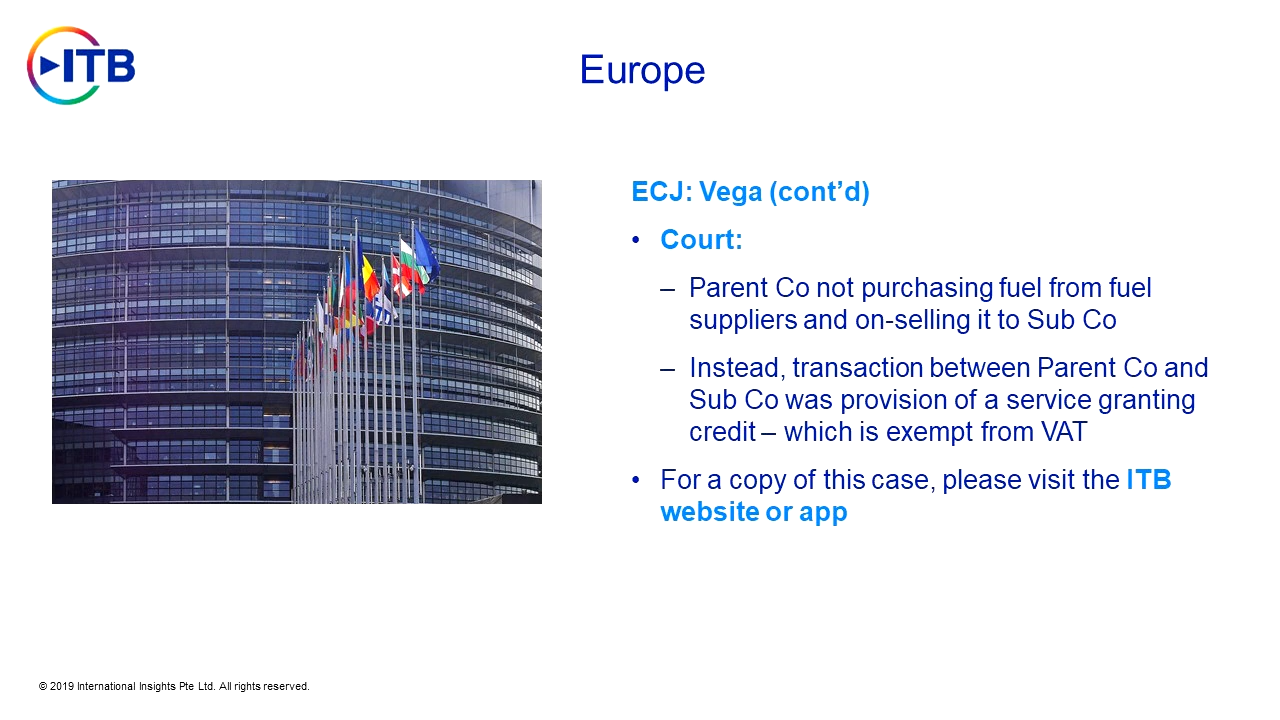 ITB
Europe
ECJ: Vega (cont’d)
• Court:
– Parent Co not purchasing fuel from fuel
suppliers and on-selling it to Sub Co
– Instead, transaction between Parent Co and
Sub Co was provision of a service granting
credit – which is exempt from VAT
• For a copy of this case, please visit the ITB
website or app
© 2019 International Insights Pte Ltd. All rights reserved.